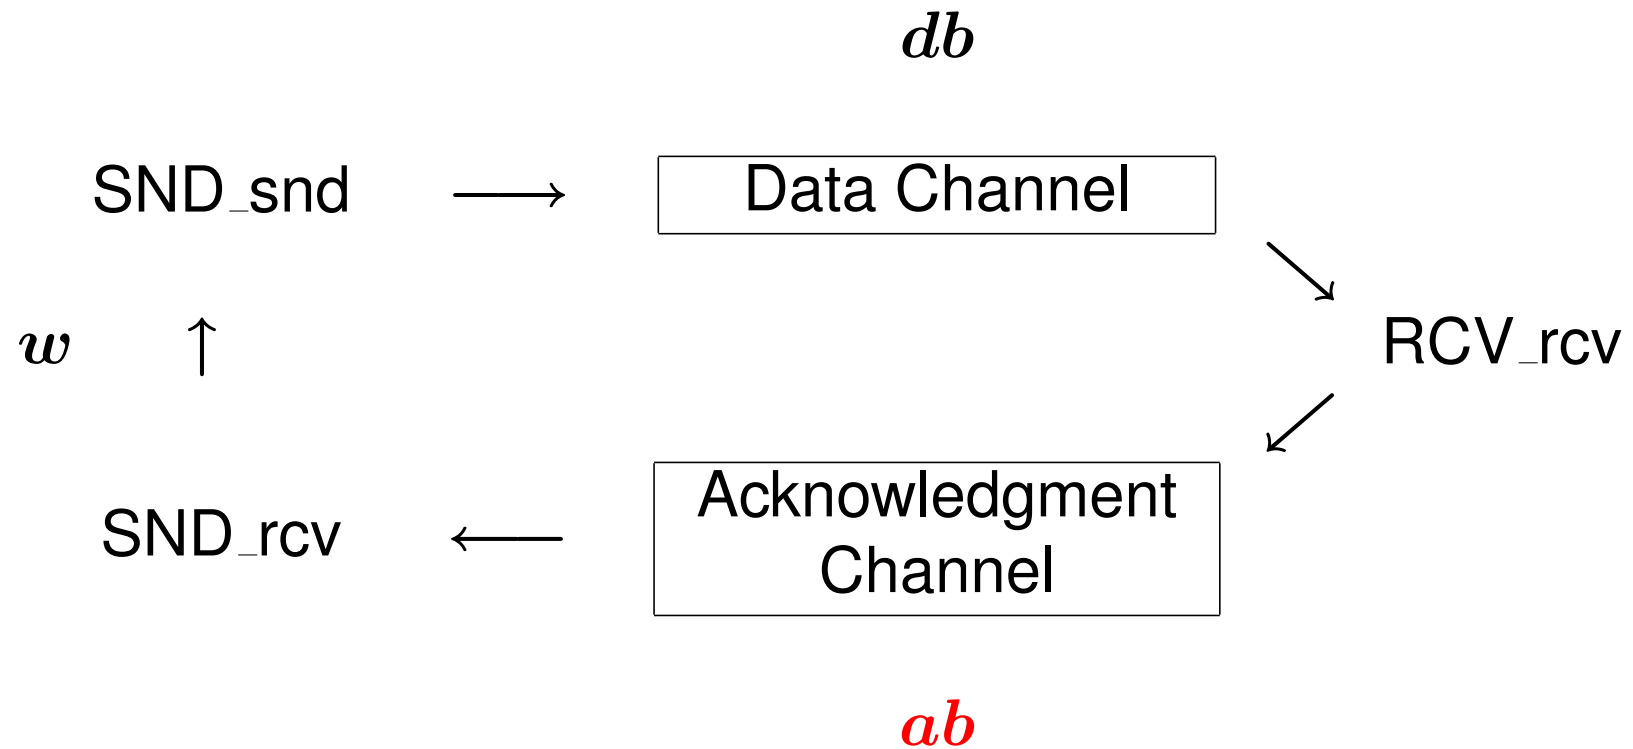 db
SND_snd
Data Channel
w
RCV_rcv
SND_rcv
Acknowledgment
Channel
ab